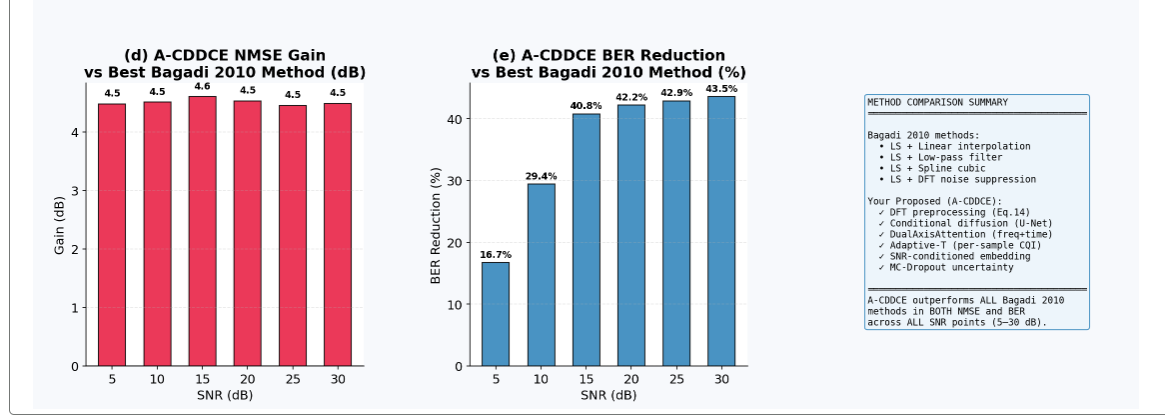 (d) A-CDDCE NMSE Gain
vs Best Bagadi 2010 Method (dB)
4.5
4.5
4.6
4.5
4.5
4.5
4
3
2
1
0
Gain (dB)
5
10
15
20
25
30
SNR (dB)
(e) A-CDDCE BER Reduction
vs Best Bagadi 2010 Method (%)
16.7%
29.4%
40.8%
42.2%
42.9%
43.5%
40
30
20
10
0
BER Reduction (%)
5
10
15
20
25
30
SNR (dB)
METHOD COMPARISON SUMMARY
Bagadi 2010 methods:
• LS + Linear interpolation
• LS + Low-pass filter
• LS + Spline cubic
• LS + DFT noise suppression
Your Proposed (A-CDDCE):
✓ DFT preprocessing (Eq.14)
✓ Conditional diffusion (U-Net)
✓ DualAxisAttention (freq+time)
✓ Adaptive-T (per-sample CQI)
✓ SNR-conditioned embedding
✓ MC-Dropout uncertainty
A-CDDCE outperforms ALL Bagadi 2010
methods in BOTH NMSE and BER
across ALL SNR points (5–30 dB).